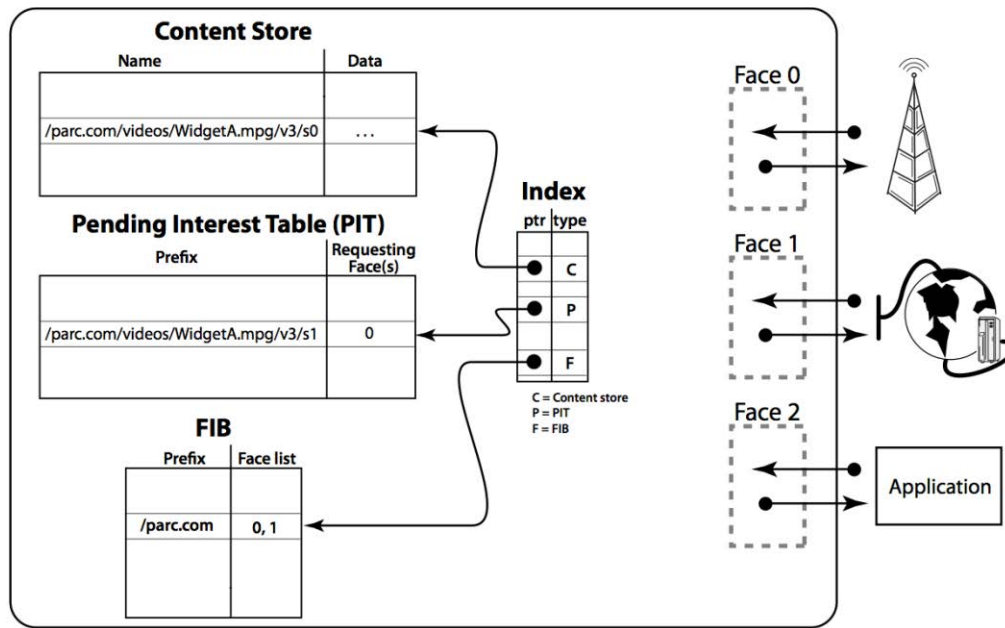 Content Store
Name Data
/parc.com/videos/WidgetA.mpg/v3/s0 ...
Pending Interest Table (PIT)
Prefix Requesting
Face(s)
/parc.com/videos/WidgetA.mpg/v3/s1 0
FIB
Prefix Face list
/parc.com 0, 1
Index
ptr type
C
P
F
C = Content store
P = PIT
F = FIB
Face 0
Face 1
Face 2
Application